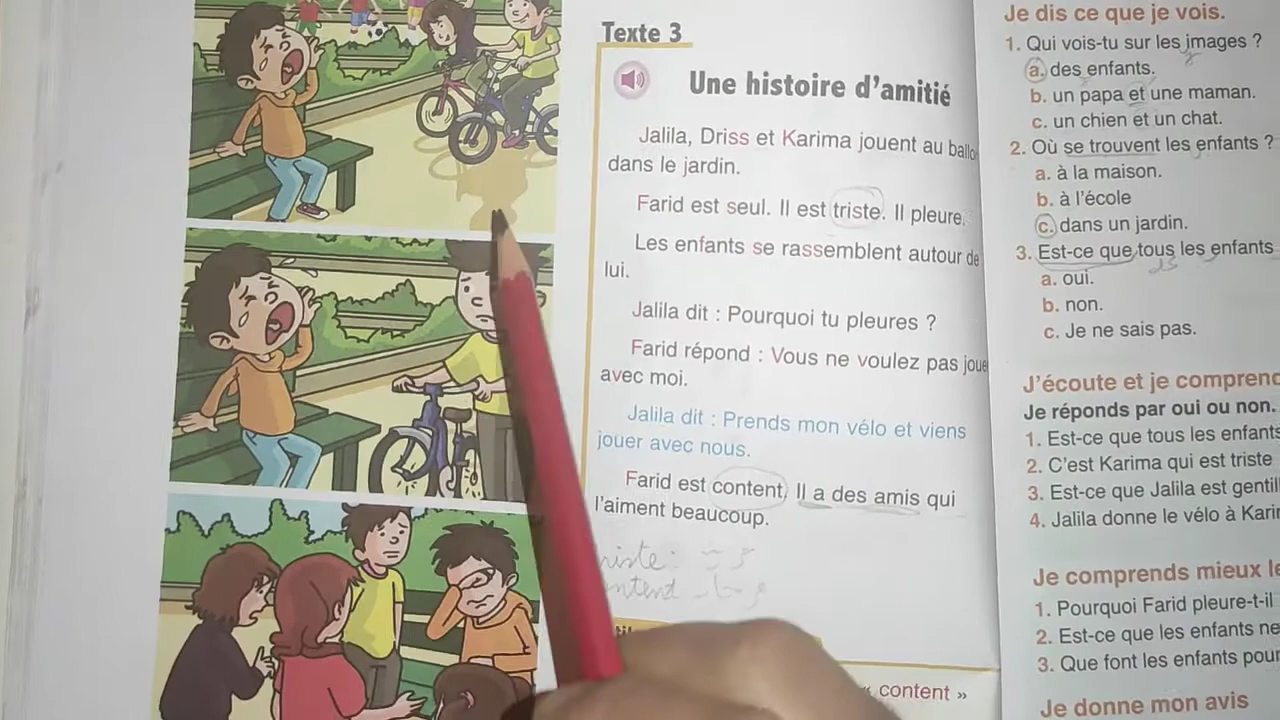 Texte 3
Une histoire d'amitié
Jalila, Driss et Karima jouent au
dans le jardin.
Farid est seul. Il est triste. Il pleure.
Les enfants se rassemblent autour de
lui.
Jalila dit : Pourquoi tu pleures ?
Farid répond : Vous ne voulez pas
avec moi.
Jalila dit : Prends mon vélo et viens
jouer avec nous.
Farid est content. Il a des amis qui
l'aiment beaucoup.
content »
Je dis ce que je vois.
1. Qui vois-tu sur les images ?
a. des enfants.
b. un papa et une maman.
c. un chien et un chat.
2. Où se trouvent les enfants ?
a. à la maison.
b. à l'école
c. dans un jardin.
3. Est-ce que tous les enfants
a. oui.
b. non.
c. Je ne sais pas.
J'écoute et je
Je réponds par oui ou non.
1. Est-ce que tous les enfants
2. C'est Karima qui est triste
3. Est-ce que Jalila est
4. Jalila donne le vélo à
Je comprends mieux
1. Pourquoi Farid pleure-t-il
2. Est-ce que les enfants ne
3. Que font les enfants
Je donne mon avis